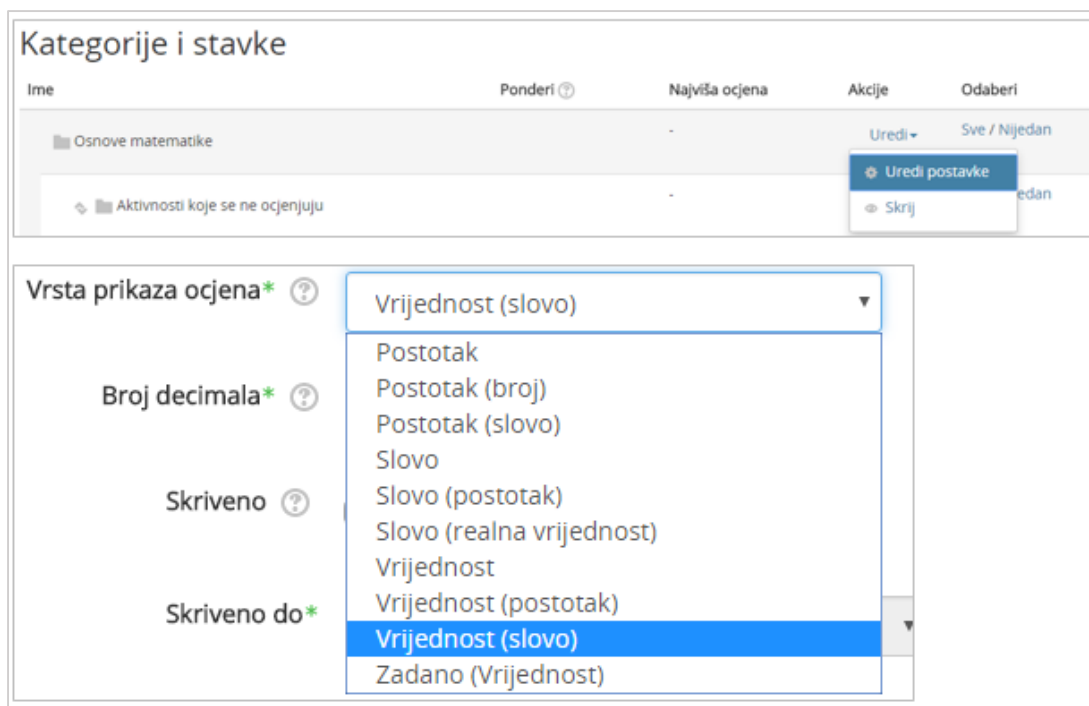 Kategorije i stavke
Ime Ponderi Najviša ocjena Akcije Odaberi
Osnove matematike - Uredi Sve / Nijedan
Uredi postavke
Aktivnosti koje se ne ocjenjuju - edan
Skrij
Vrsta prikaza ocjena* Vrijednost (slovo)
Postotak
Broj decimala* Postotak (broj)
Postotak (slovo)
Slovo
Skriveno Slovo (postotak)
Slovo (realna vrijednost)
Vrijednost
Skriveno do* Vrijednost (postotak)
Vrijednost (slovo)
Zadano (Vrijednost)